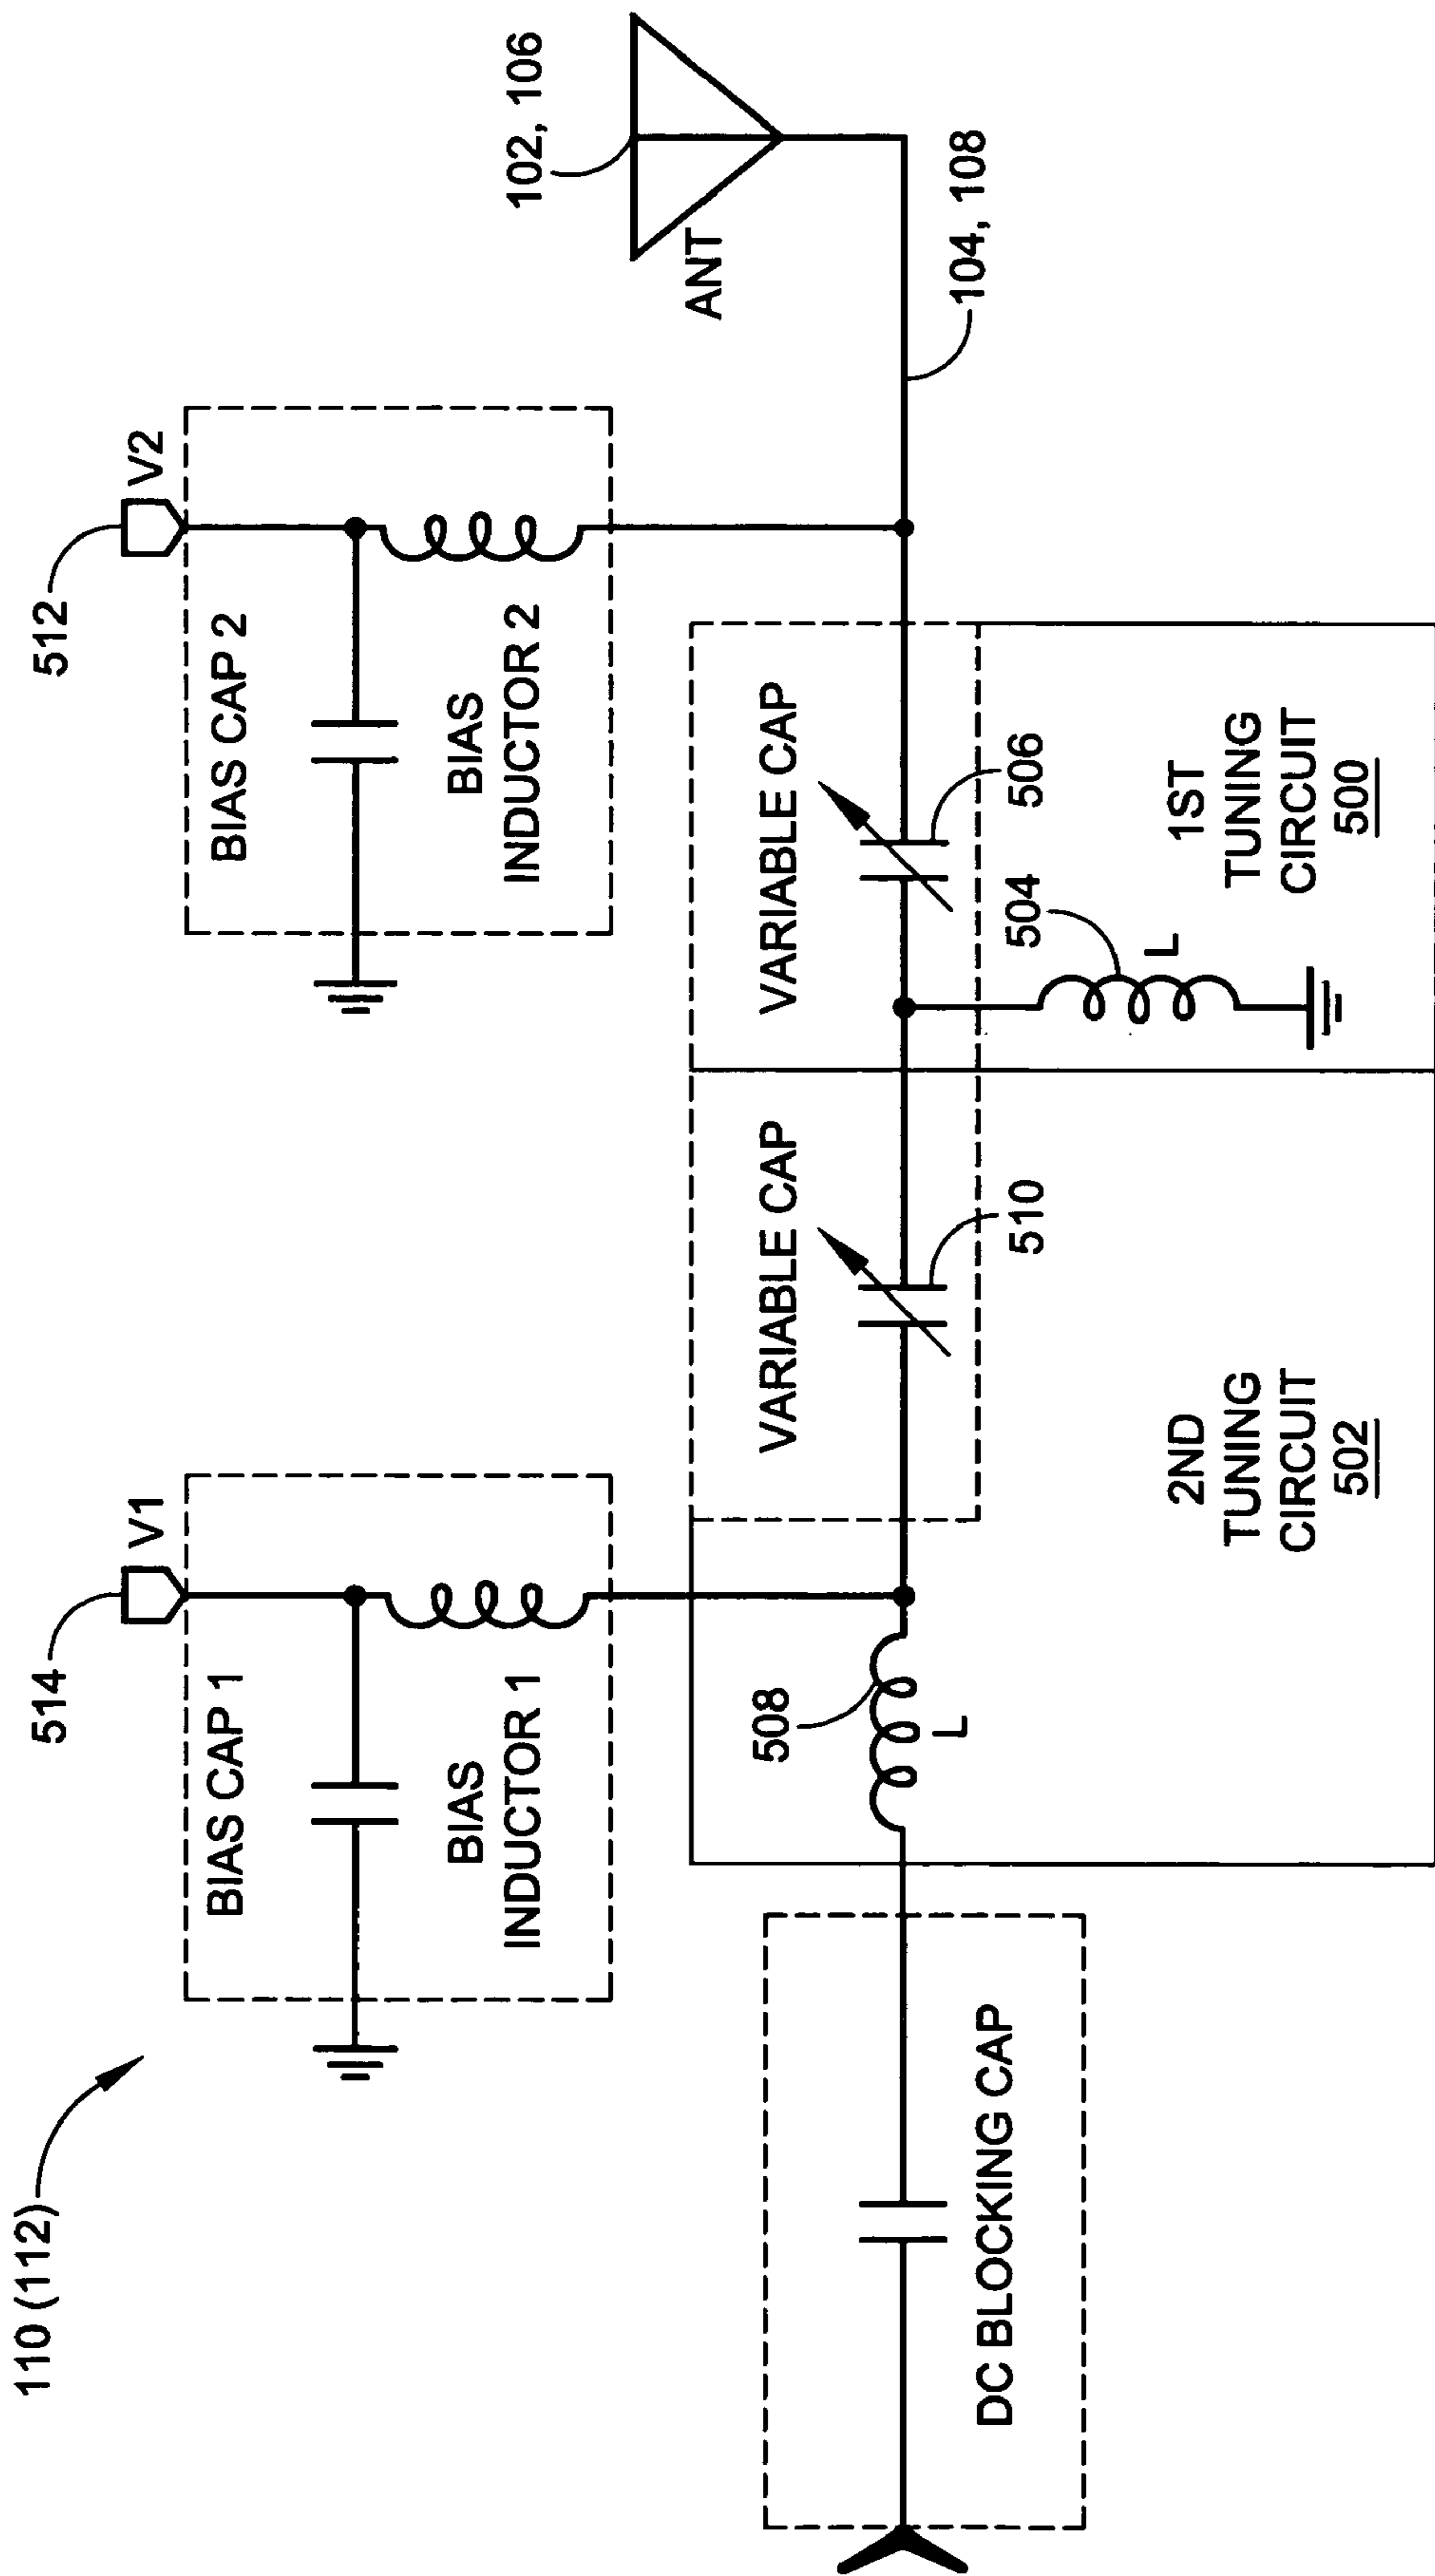 110 (112)
514
V1
BIAS CAP 1
BIAS
INDUCTOR 1
512
V2
BIAS CAP 2
BIAS
INDUCTOR 2
102, 106
ANT
104, 108
DC BLOCKING CAP
508
L
VARIABLE CAP
510
2ND
TUNING
CIRCUIT
502
VARIABLE CAP
506
504
L
1ST
TUNING
CIRCUIT
500